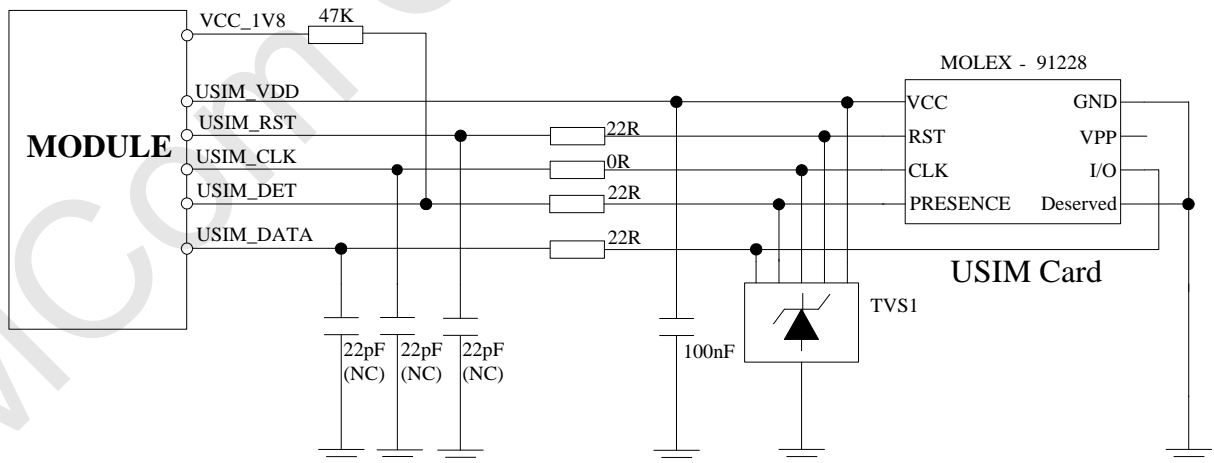 VCC_1V8
47K
MOLEX - 91228
USIM_VDD
VCC
GND
USIM_RST
22R
RST
VPP
MODULE
USIM_CLK
0R
CLK
I/O
USIM_DET
22R
PRESENCE
Deserved
USIM_DATA
22R
USIM Card
TVS1
22pF
(NC)
22pF
(NC)
22pF
(NC)
100nF